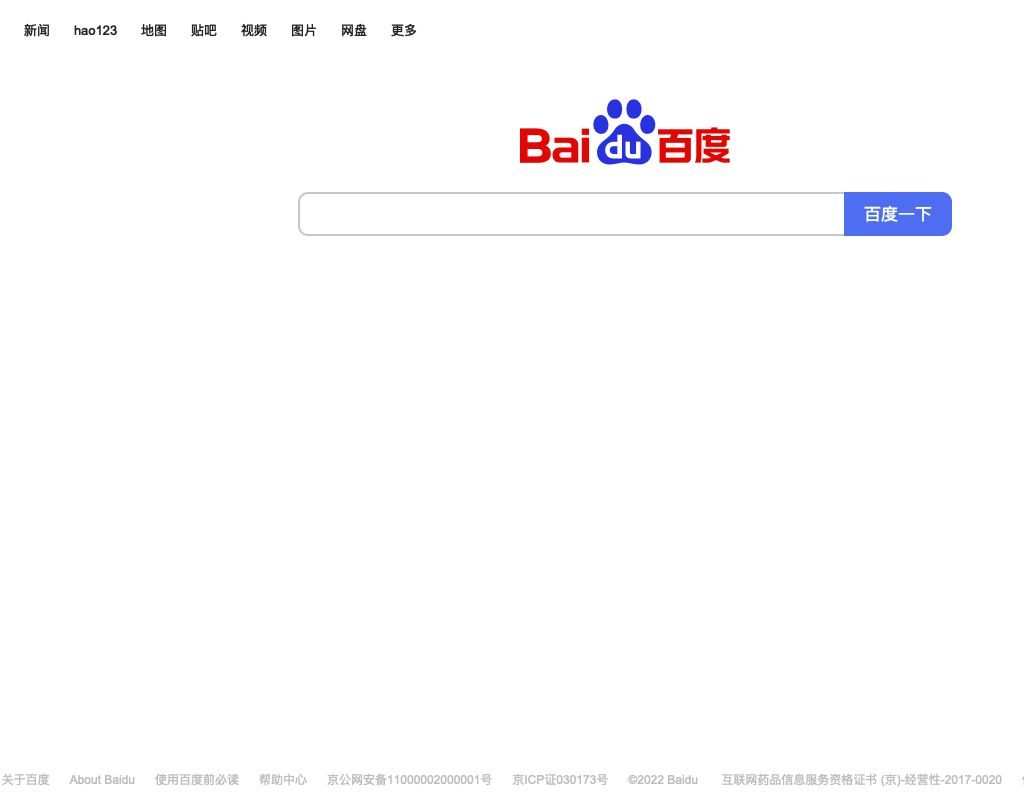 新闻 hao123 地图 贴吧 视频 图片 网盘 更多
Bai du 百度
百度一下
关于百度 About Baidu 使用百度前必读 帮助中心 京公网安备11000002000001号 京ICP证030173号 ©2022 Baidu 互联网药品信息服务资格证书 (京)-经营性-2017-0020